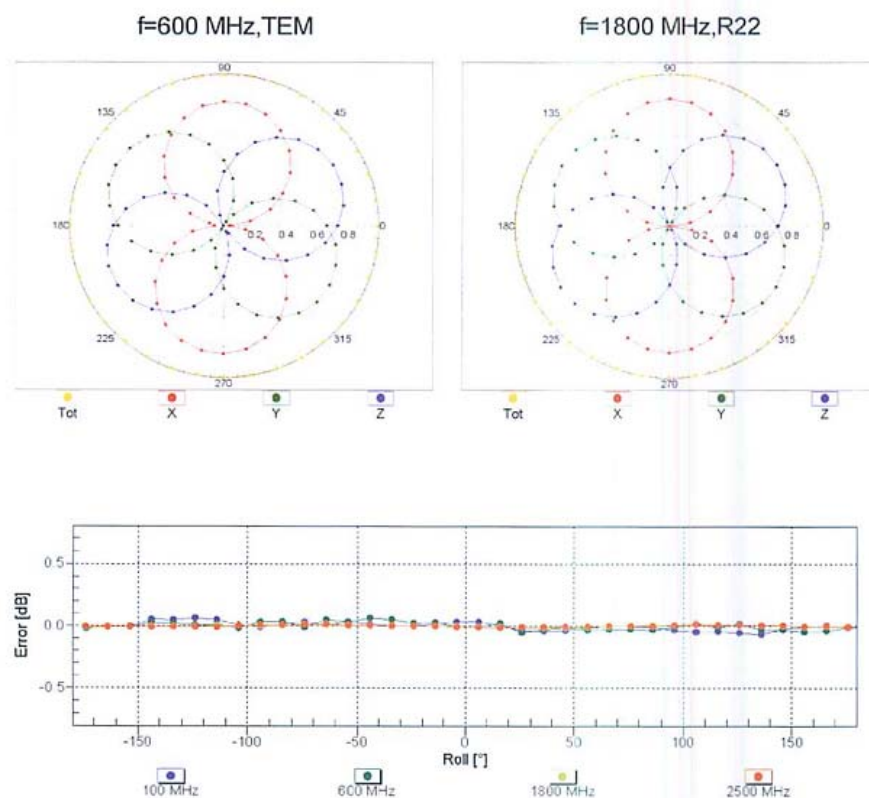 f=600 MHz,TEM
f=1800 MHz,R22
90
135
45
180
0.2 0.4 0.6 0.8
0
225
315
270
Tot X Y Z
90
135
45
180
0.2 0.4 0.6 0.8
0
225
315
270
Tot X Y Z
Error [dB]
0.5
0.0
-0.5
-150 -100 -50 0 50 100 150
Roll [°]
100 MHz 600 MHz 1800 MHz 2500 MHz